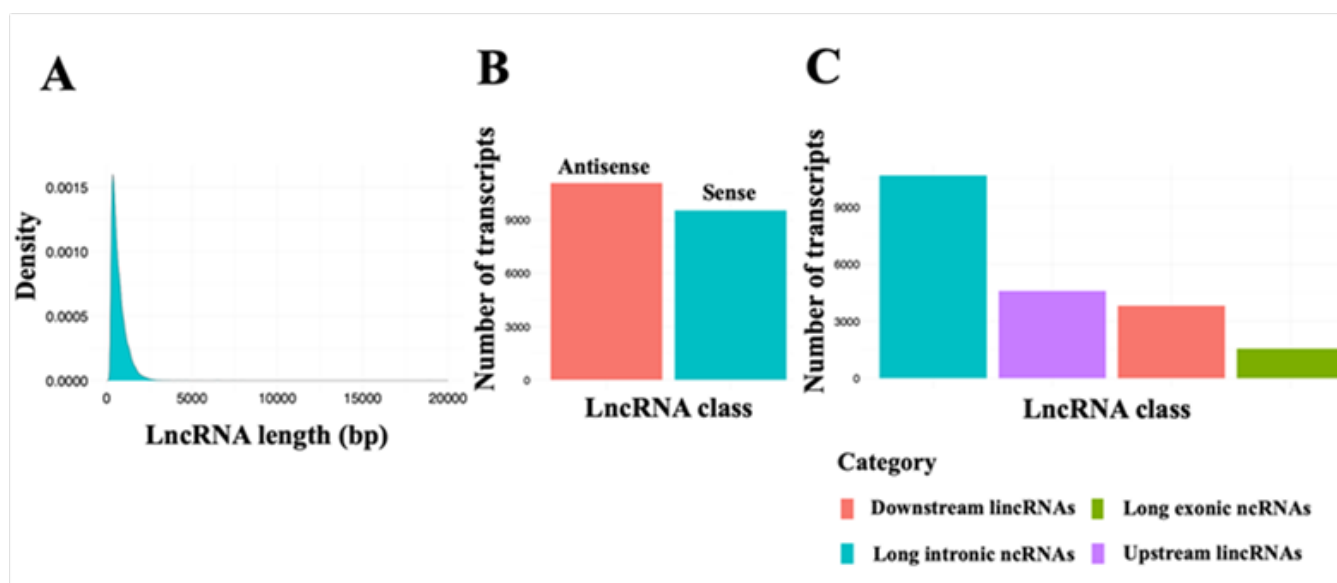 A
Density
0.0015
0.0010
0.0005
0.0000
0
5000
10000
15000
20000
LncRNA length (bp)
B
Number of transcripts
Antisense
Sense
9000
6000
3000
0
LncRNA class
C
Number of transcripts
9000
6000
3000
0
LncRNA class
Category
Downstream lincRNAs
Long exonic ncRNAs
Long intronic ncRNAs
Upstream lincRNAs